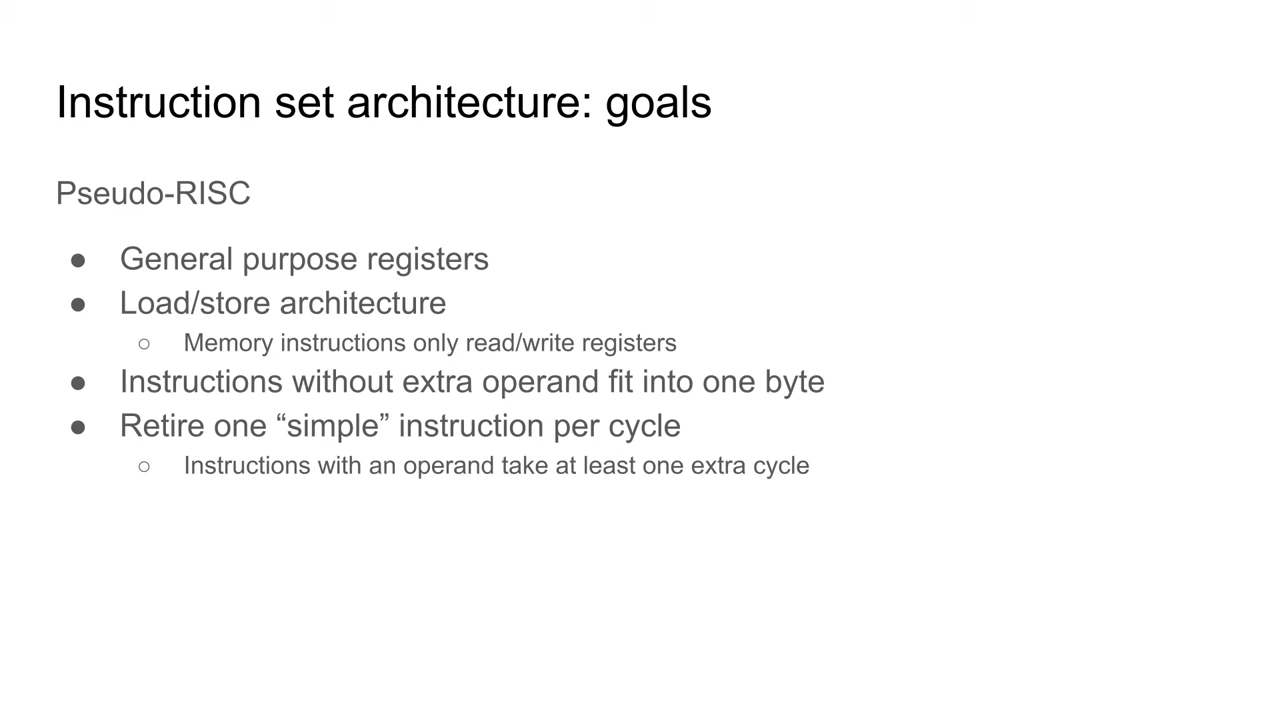 Instruction set architecture: goals
Pseudo-RISC
● General purpose registers
● Load/store architecture
○ Memory instructions only read/write registers
● Instructions without extra operand fit into one byte
● Retire one “simple” instruction per cycle
○ Instructions with an operand take at least one extra cycle